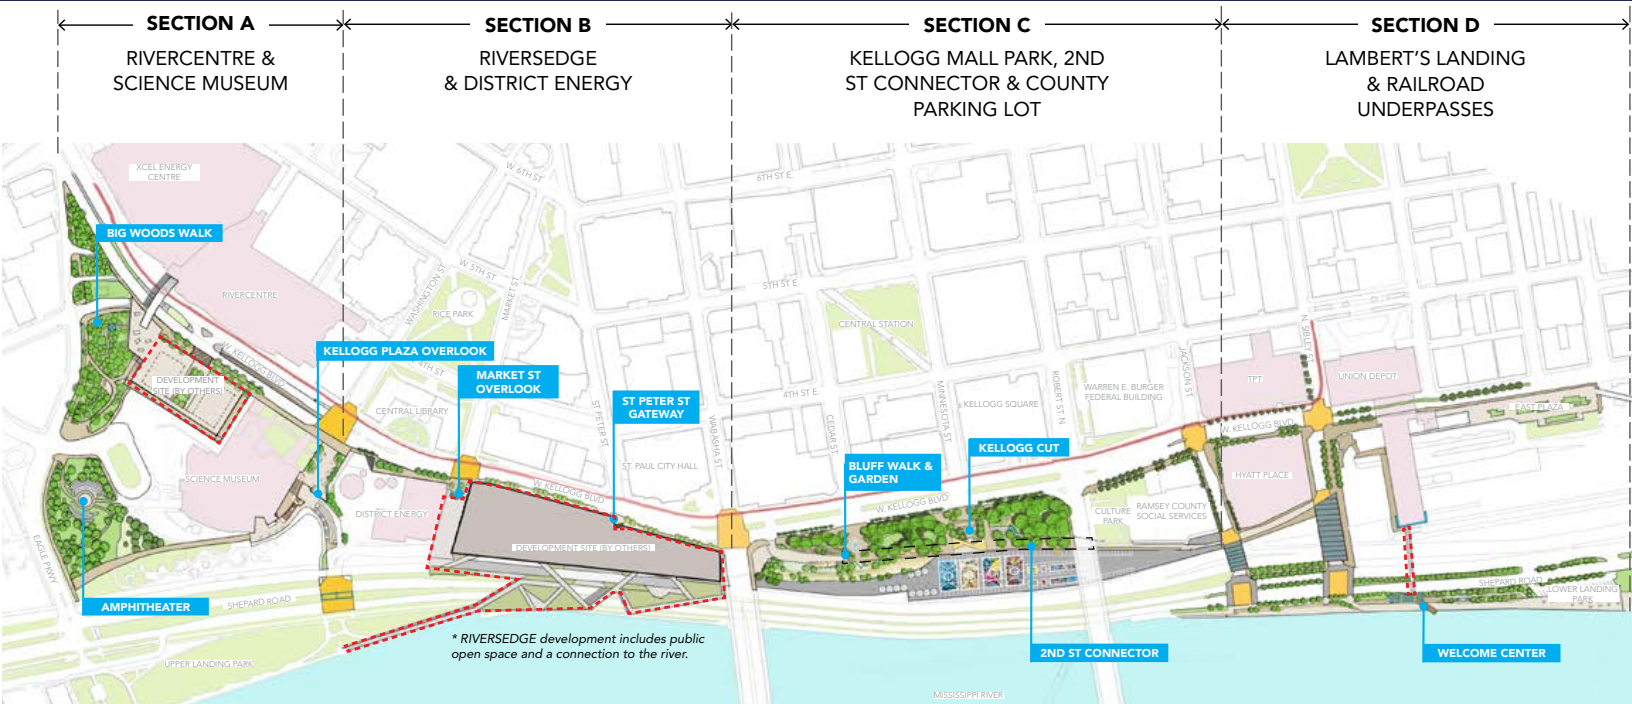 SECTION A
RIVERCENTRE &
SCIENCE MUSEUM
SECTION B
RIVERSEDGE
& DISTRICT ENERGY
SECTION C
KELLOGG MALL PARK, 2ND
ST CONNECTOR & COUNTY
PARKING LOT
SECTION D
LAMBERT'S LANDING
& RAILROAD
UNDERPASSES
XCEL ENERGY
CENTRE
W. 6TH ST
6TH ST E.
BIG WOODS WALK
W. 5TH ST
WASHINGTON ST.
MARKET ST
RICE PARK
5TH ST E.
RIVERCENTRE
CENTRAL STATION
N. SIBLEY ST.
W. KELLOGG BLVD
KELLOGG PLAZA OVERLOOK
4TH ST
MARKET ST
OVERLOOK
DEVELOPMENT
SITE (BY OTHERS)
CENTRAL LIBRARY
ST PETER ST
ST PETER ST
GATEWAY
WABASHA ST.
4TH ST E.
CEDAR ST
MINNESOTA ST.
KELLOGG SQUARE
ROBERT ST. N.
WARREN E. BURGER
FEDERAL BUILDING
JACKSON ST
TPT
UNION DEPOT
EAST PLAZA
W. KELLOGG BLVD
KELLOGG CUT
BLUFF WALK &
GARDEN
ST. PAUL CITY HALL
W. KELLOGG BLVD
W. KELLOGG BLVD
SCIENCE MUSEUM
HYATT PLACE
DISTRICT ENERGY
CULTURE
PARK
RAMSEY COUNTY
SOCIAL SERVICES
EAGLE PKWY
DEVELOPMENT SITE (BY OTHERS)
AMPHITHEATER
SHEPARD ROAD
SHEPARD ROAD
LOWER LANDING
PARK
* RIVERSEDGE development includes public
open space and a connection to the river.
2ND ST CONNECTOR
WELCOME CENTER
UPPER LANDING PARK
MISSISSIPPI RIVER